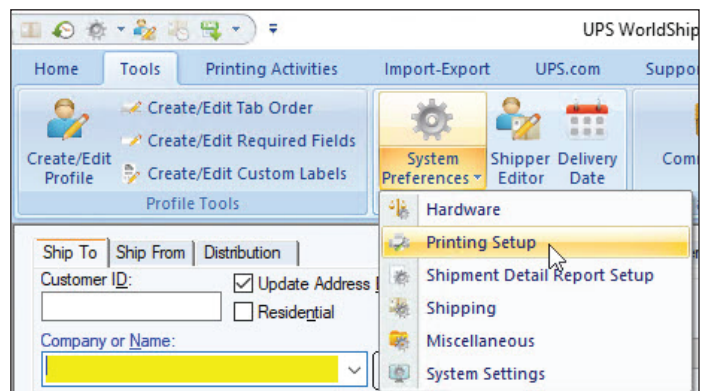 UPS WorldShip
Home Tools Printing Activities Import-Export UPS.com Suppor
Create/Edit Profile
Create/Edit Tab Order
Create/Edit Required Fields
Create/Edit Custom Labels
Profile Tools
System Preferences
Shipper Editor
Delivery Date
Com
Hardware
Printing Setup
Shipment Detail Report Setup
Shipping
Miscellaneous
System Settings
Ship To Ship From Distribution
Customer ID:
Update Address
Residential
Company or Name: